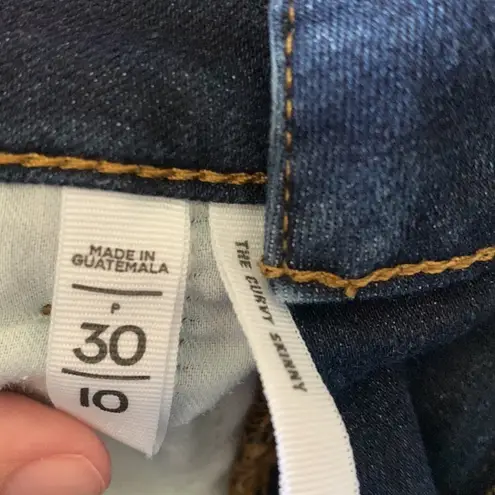 MADE IN
GUATEMALA
P
30
10
THE CURVY SKINNY